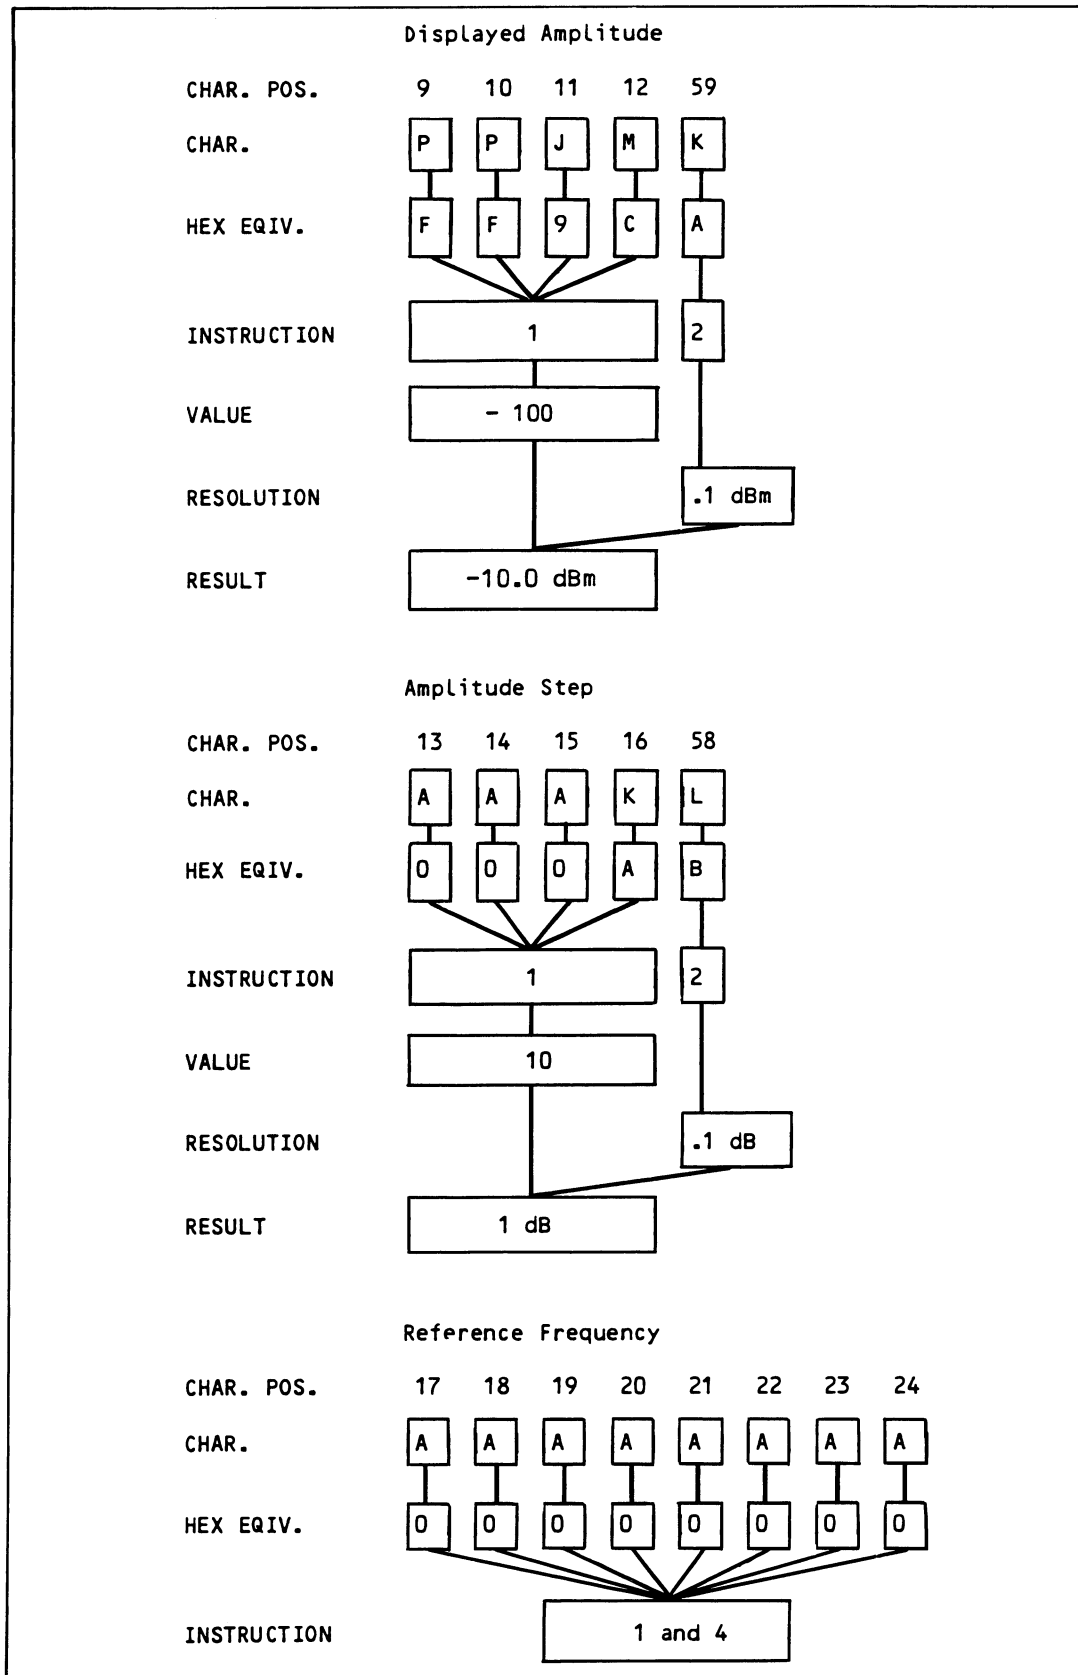 Displayed Amplitude
CHAR. POS. 9 10 11 12 59
CHAR. P P J M K
HEX EQIV. F F 9 C A
INSTRUCTION 1 2
VALUE - 100
RESOLUTION .1 dBm
RESULT -10.0 dBm
Amplitude Step
CHAR. POS. 13 14 15 16 58
CHAR. A A A K L
HEX EQIV. 0 0 0 A B
INSTRUCTION 1 2
VALUE 10
RESOLUTION .1 dB
RESULT 1 dB
Reference Frequency
CHAR. POS. 17 18 19 20 21 22 23 24
CHAR. A A A A A A A A
HEX EQIV. 0 0 0 0 0 0 0 0
INSTRUCTION 1 and 4